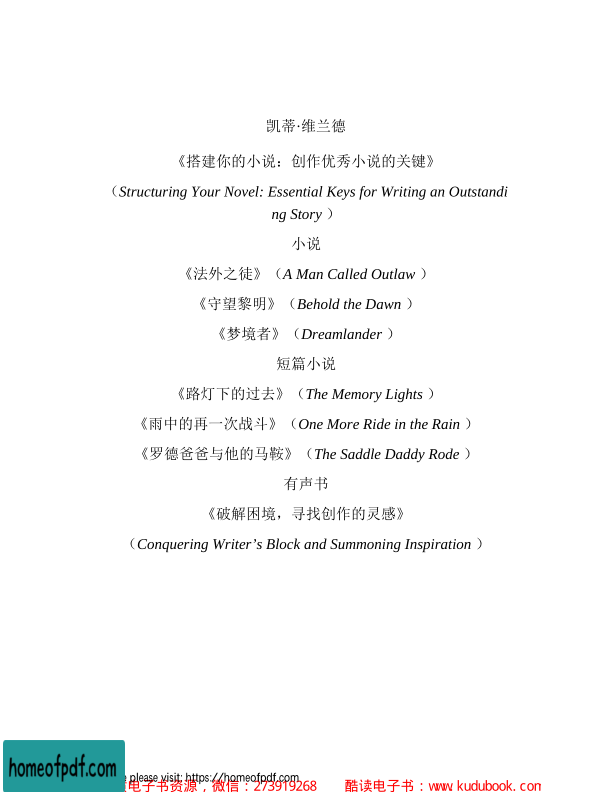 凯蒂·维兰德
《搭建你的小说：创作优秀小说的关键》
（Structuring Your Novel: Essential Keys for Writing an Outstandi
ng Story ）
小说
《法外之徒》（A Man Called Outlaw ）
《守望黎明》（Behold the Dawn ）
《梦境者》（Dreamlander ）
短篇小说
《路灯下的过去》（The Memory Lights ）
《雨中的再一次战斗》（One More Ride in the Rain ）
《罗德爸爸与他的马鞍》（The Saddle Daddy Rode ）
有声书
《破解困境，寻找创作的灵感》
（Conquering Writer’s Block and Summoning Inspiration ）
homeofpdf.com
please visit: https://homeofpdf.com
电子书资源，微信：273919268 酷读电子书：www.kudubook.com